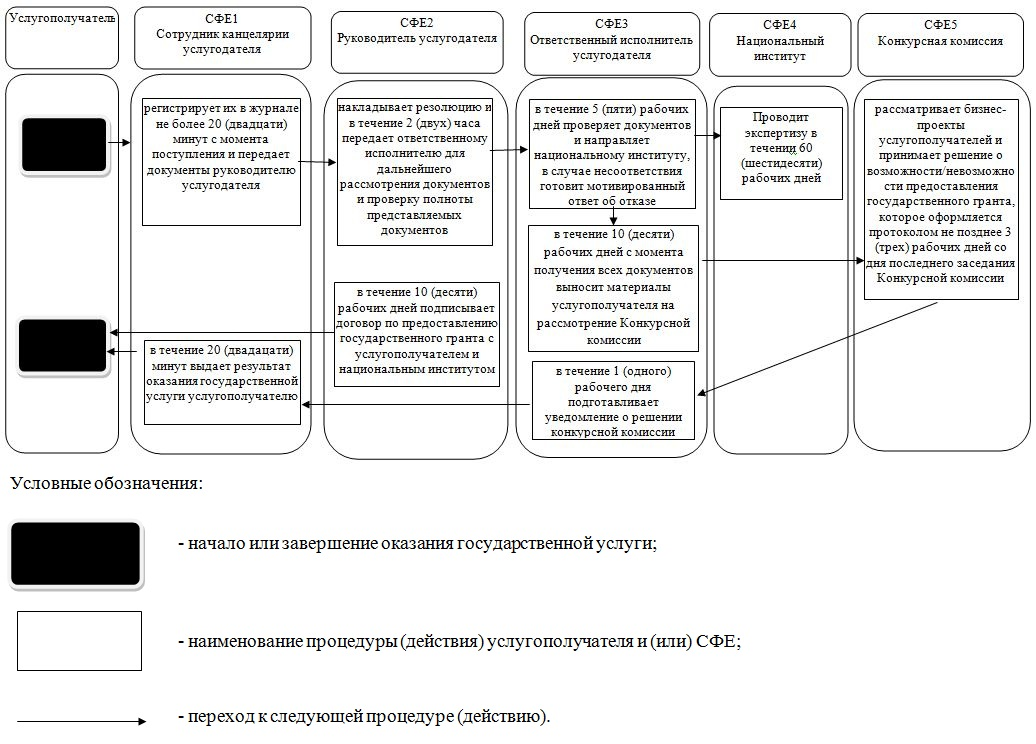 Услугополучатель
СФЕ1
Сотрудник канцелярии
услугодателя
СФЕ2
Руководитель услугодателя
СФЕ3
Ответственный исполнитель
услугодателя
СФЕ4
Национальный
институт
СФЕ5
Конкурсная комиссия
регистрирует их в журнале
не более 20 (двадцати)
минут с момента
поступления и передает
документы руководителю
услугодателя
накладывает резолюцию и
в течение 2 (двух) часа
передает ответственному
исполнителю для
дальнейшего
рассмотрения документов
и проверку полноты
представляемых
документов
в течение 5 (пяти) рабочих
дней проверяет документов
и направляет
национальному институту,
в случае несоответствия
готовит мотивированный
ответ об отказе
Проводит
экспертизу в
течении 60
(шестидесяти)
рабочих дней
рассматривает бизнес-
проекты
услугополучателей и
принимает решение о
возможности/невозможно
сти предоставления
государственного гранта,
которое оформляется
протоколом не позднее 3
(трех) рабочих дней со
дня последнего заседания
Конкурсной комиссии
в течение 10 (десяти)
рабочих дней с момента
получения всех документов
выносит материалы
услугополучателя на
рассмотрение Конкурсной
комиссии
в течение 10 (десяти)
рабочих дней подписывает
договор по предоставлению
государственного гранта с
услугополучателем и
национальным институтом
в течение 20 (двадацати)
минут выдает результат
оказания государственной
услуги услугополучателю
в течение 1 (одного)
рабочего дня
подготавливает
уведомление о решении
конкурсной комиссии
Условные обозначения:
- начало или завершение оказания государственной услуги;
- наименование процедуры (действия) услугополучателя и (или) СФЕ;
- переход к следующей процедуре (действию).